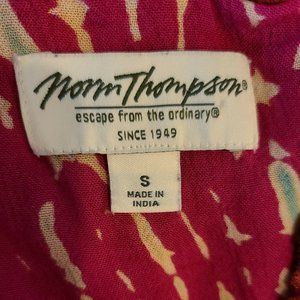 Norm Thompson®
escape from the ordinary®
SINCE 1949
S
MADE IN
INDIA